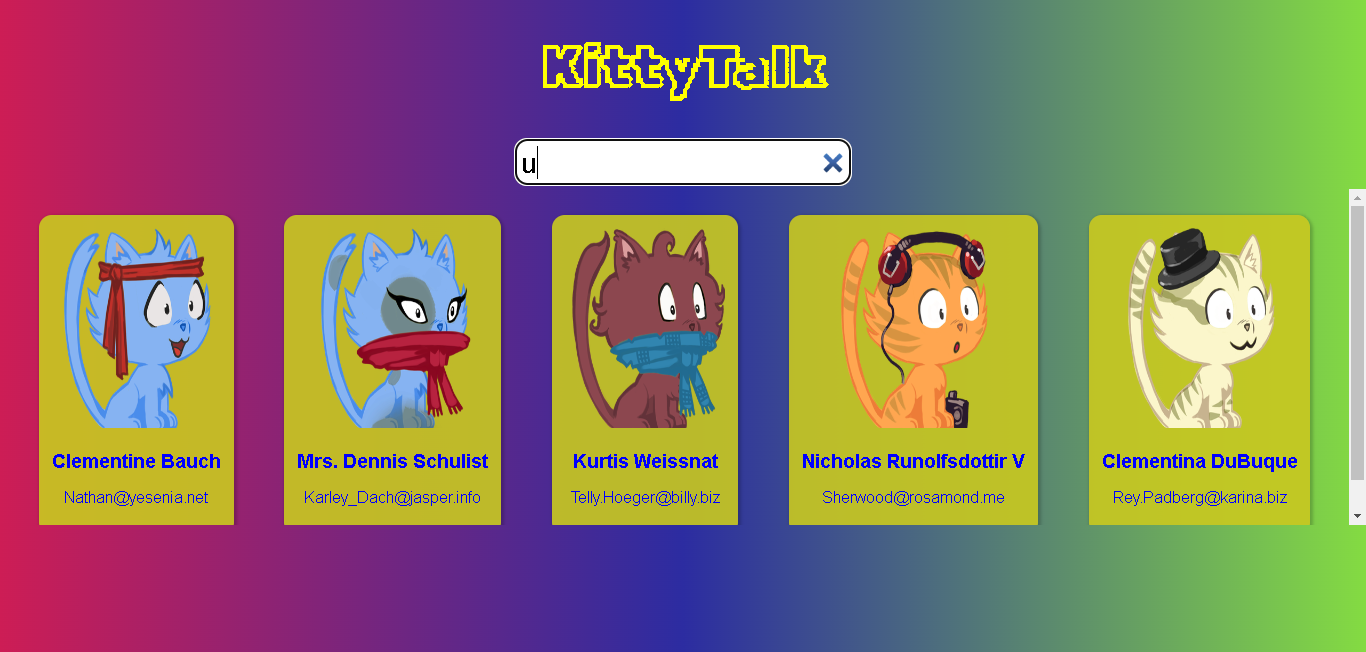 KittyTalk
u
Clementine Bauch
Nathan@yesenia.net
Mrs. Dennis Schulist
Karley_Dach@jasper.info
Kurtis Weissnat
Telly.Hoeger@billy.biz
Nicholas Runolfsdottir V
Sherwood@rosamond.me
Clementina DuBuque
Rey.Padberg@karina.biz